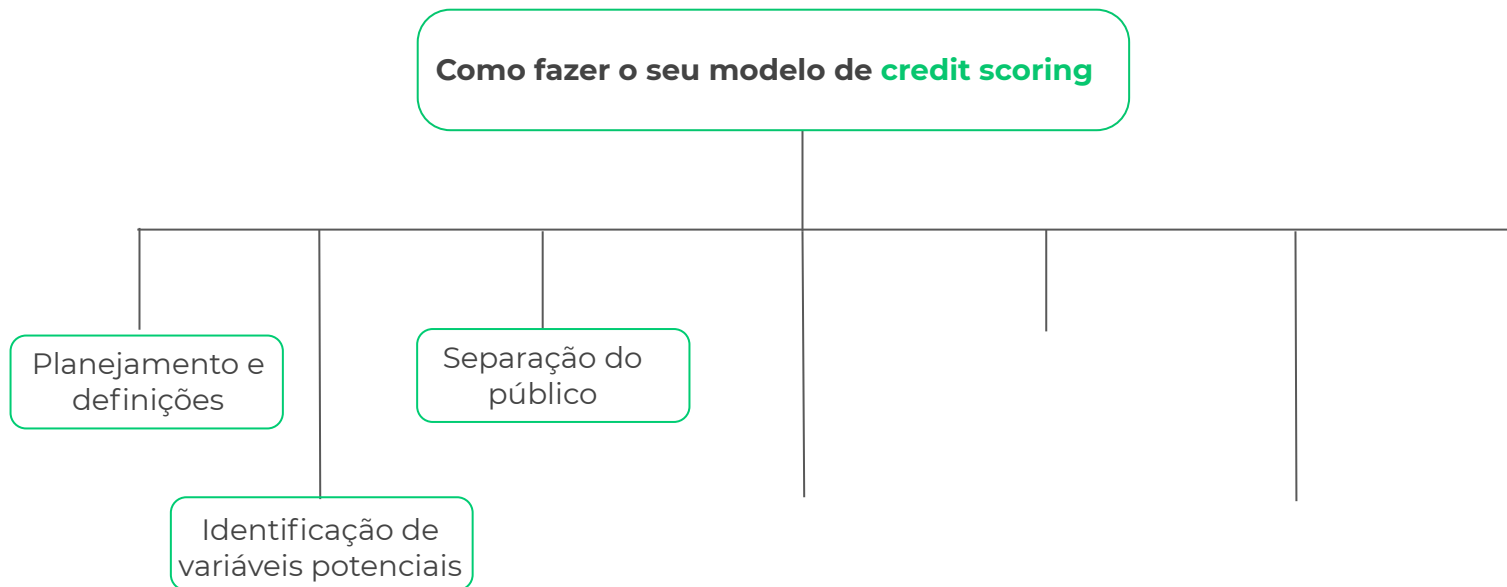 Como fazer o seu modelo de credit scoring
Planejamento e
definições
Identificação de
variáveis potenciais
Separação do
público